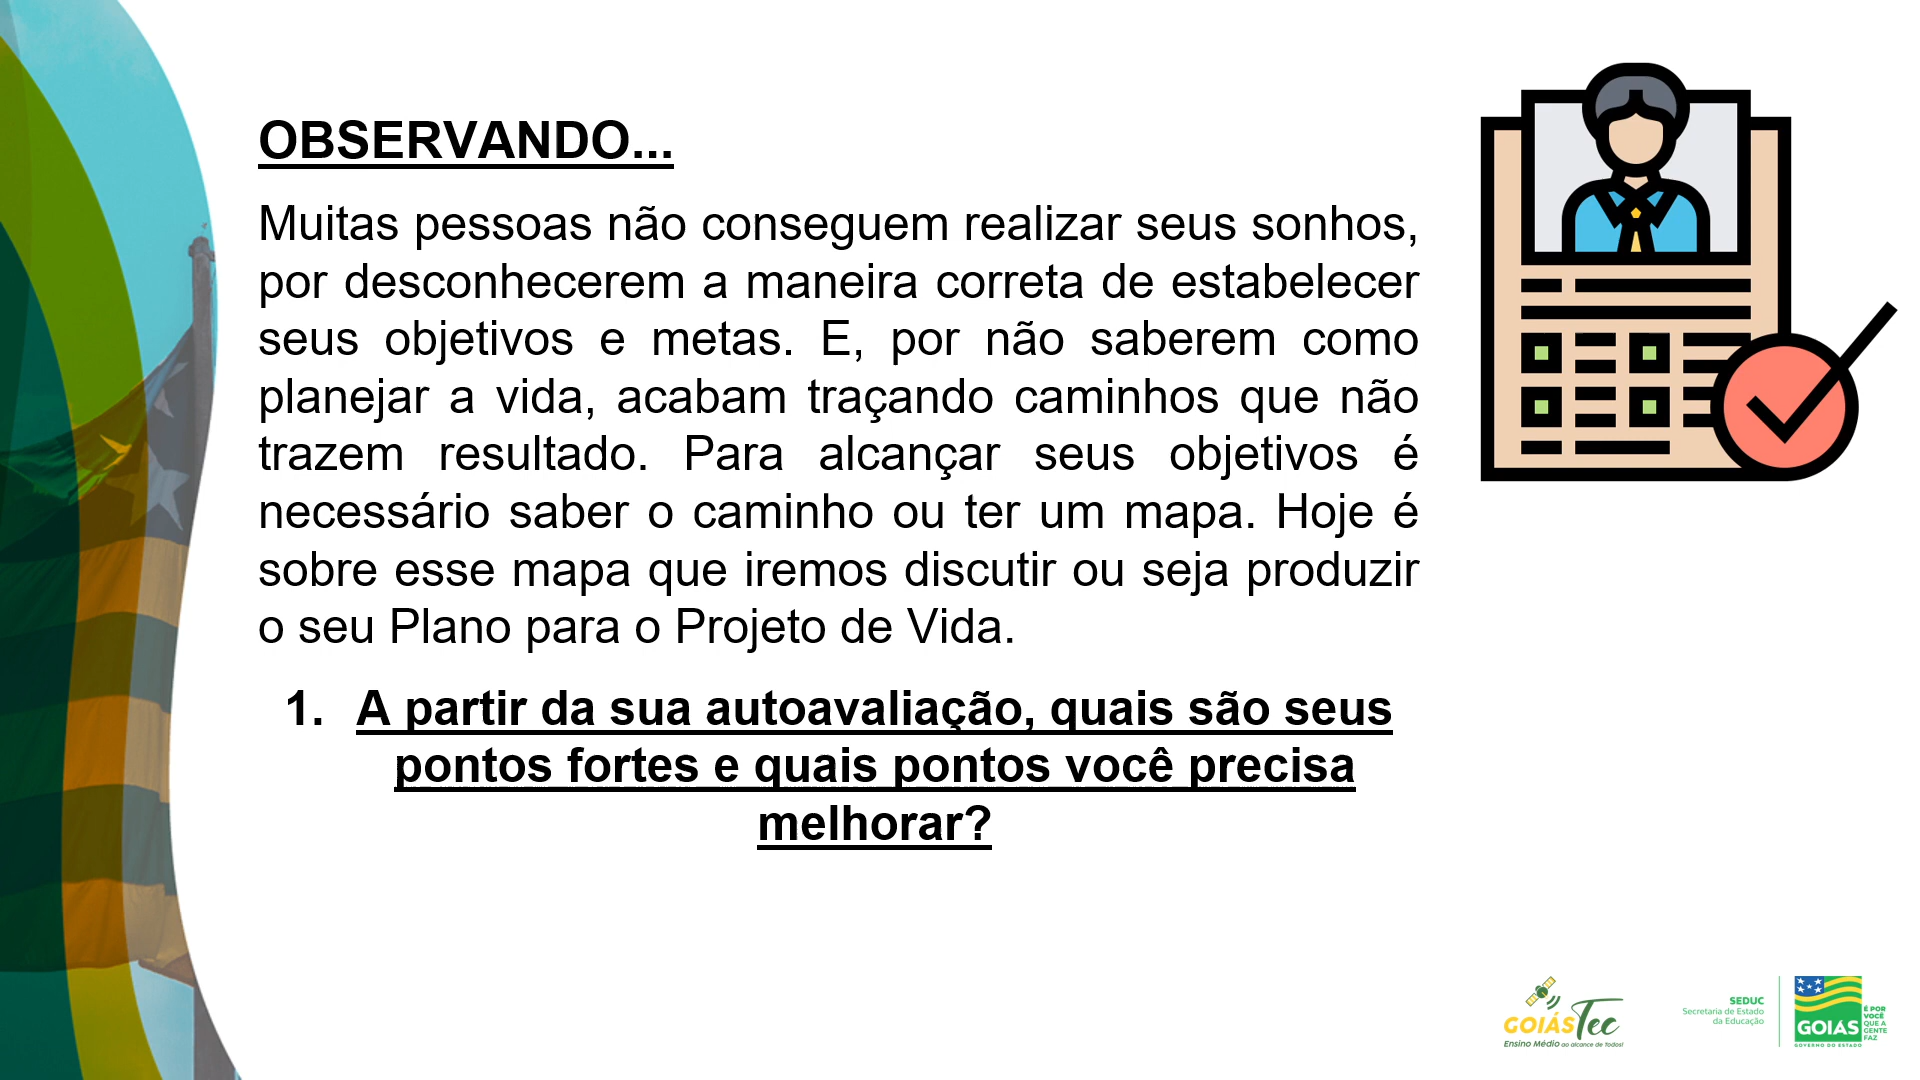 OBSERVANDO...
Muitas pessoas não conseguem realizar seus sonhos,
por desconhecerem a maneira correta de estabelecer
seus objetivos e metas. E, por não saberem como
planejar a vida, acabam traçando caminhos que não
trazem resultado. Para alcançar seus objetivos é
necessário saber o caminho ou ter um mapa. Hoje é
sobre esse mapa que iremos discutir ou seja produzir
o seu Plano para o Projeto de Vida.
1. A partir da sua autoavaliação, quais são seus
pontos fortes e quais pontos você precisa
melhorar?
GOIÁSTec
Ensino Médio ao alcance de todos!
SEDUC
Secretaria de Estado
da Educação
GOIÁS
GOVERNO DO ESTADO
É POR
VOCÊ
QUE A
GENTE
FAZ